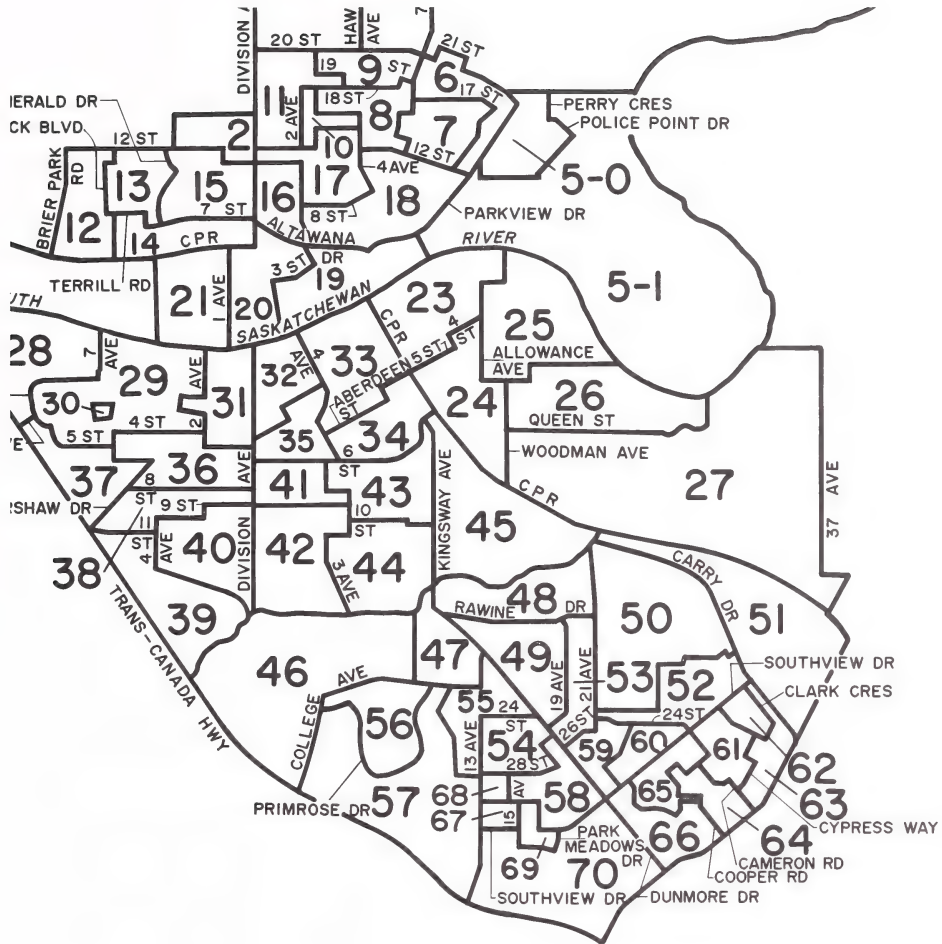 DIVISION
HAW
AVE
7
20 ST
21 ST
19
9
ST
6
17 ST
18 ST
11
2 AVE
8
7
PERRY CRES
POLICE POINT DR
ERALD DR
CK BLVD
12 ST
2
10
12 ST
5-0
BRIER PARK
RD
13
15
16
17
4 AVE
18
7 ST
8 ST
PARKVIEW DR
12
14
CPR
ALTAWANA
DR
RIVER
TERRILL RD
3 ST
19
5-1
UTH
21
1 AVE
20
SASKATCHEWAN
23
25
28
7
AVE
29
AVE
2
31
32
AVE
4
33
CPR
ABERDEEN
ST
5 ST
7
4
ST
ALLOWANCE
AVE
24
26
QUEEN ST
30
4 ST
5 ST
VE
35
34
6
ST
WOODMAN AVE
37
36
AVE
41
43
KINGSWAY AVE
27
37 AVE
RSHAW DR
8
ST
9 ST
11
ST
10
ST
CPR
45
38
4
AVE
40
DIVISION
42
3 AVE
44
CARRY
DR
39
TRANS-CANADA HWY
48
RAWINE DR
50
51
46
47
49
19 AVE
21 AVE
53
52
SOUTHVIEW DR
CLARK CRES
COLLEGE
AVE
56
55
24
ST
13 AVE
54
28 ST
26 ST
24 ST
59
60
61
62
63
PRIMROSE DR
57
68
AV
15
67
58
65
66
64
CYPRESS WAY
PARK
MEADOWS
DR
69
70
CAMERON RD
COOPER RD
SOUTHVIEW DR
DUNMORE DR